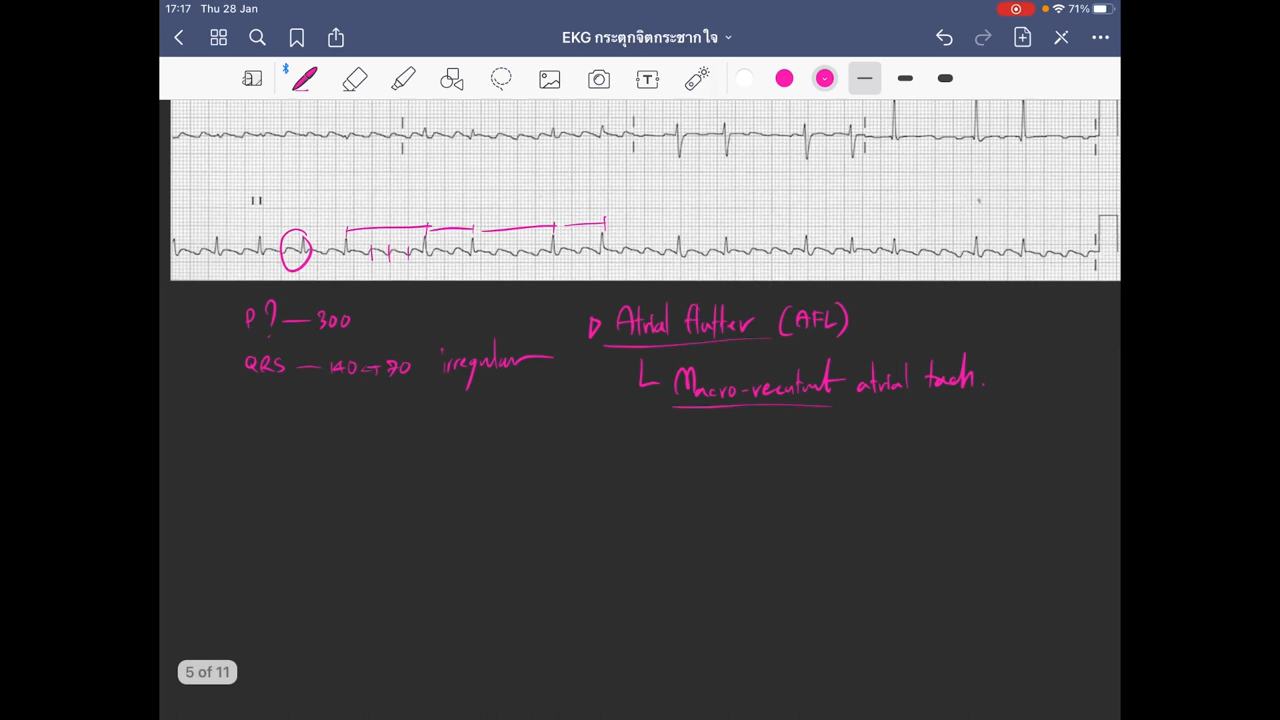 17:17 Thu 28 Jan 71%
EKG กระตุกจิตกระชากใจ
II
P ? — 300
QRS — 140 → 70 irregular
Atrial flutter (AFL)
Macro-reentrant atrial tach.
5 of 11